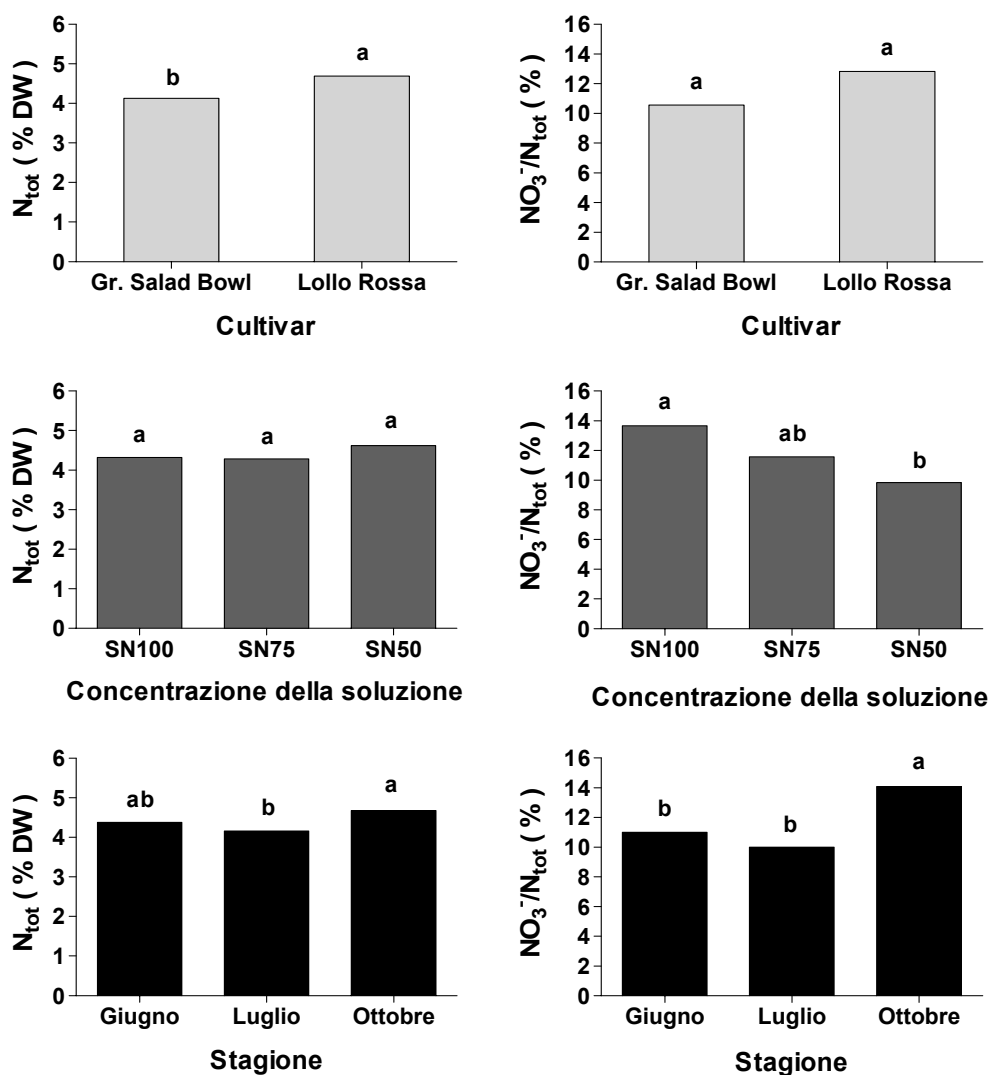 N_tot ( % DW )
6
5
4
3
2
1
0
b
a
Gr. Salad Bowl Lollo Rossa
Cultivar
NO₃⁻/N_tot ( % )
16
14
12
10
8
6
4
2
0
a
a
Gr. Salad Bowl Lollo Rossa
Cultivar
N_tot ( % DW )
6
5
4
3
2
1
0
a
a
a
SN100 SN75 SN50
Concentrazione della soluzione
NO₃⁻/N_tot ( % )
16
14
12
10
8
6
4
2
0
a
ab
b
SN100 SN75 SN50
Concentrazione della soluzione
N_tot ( % DW )
6
5
4
3
2
1
0
ab
b
a
Giugno Luglio Ottobre
Stagione
NO₃⁻/N_tot ( % )
16
14
12
10
8
6
4
2
0
b
b
a
Giugno Luglio Ottobre
Stagione